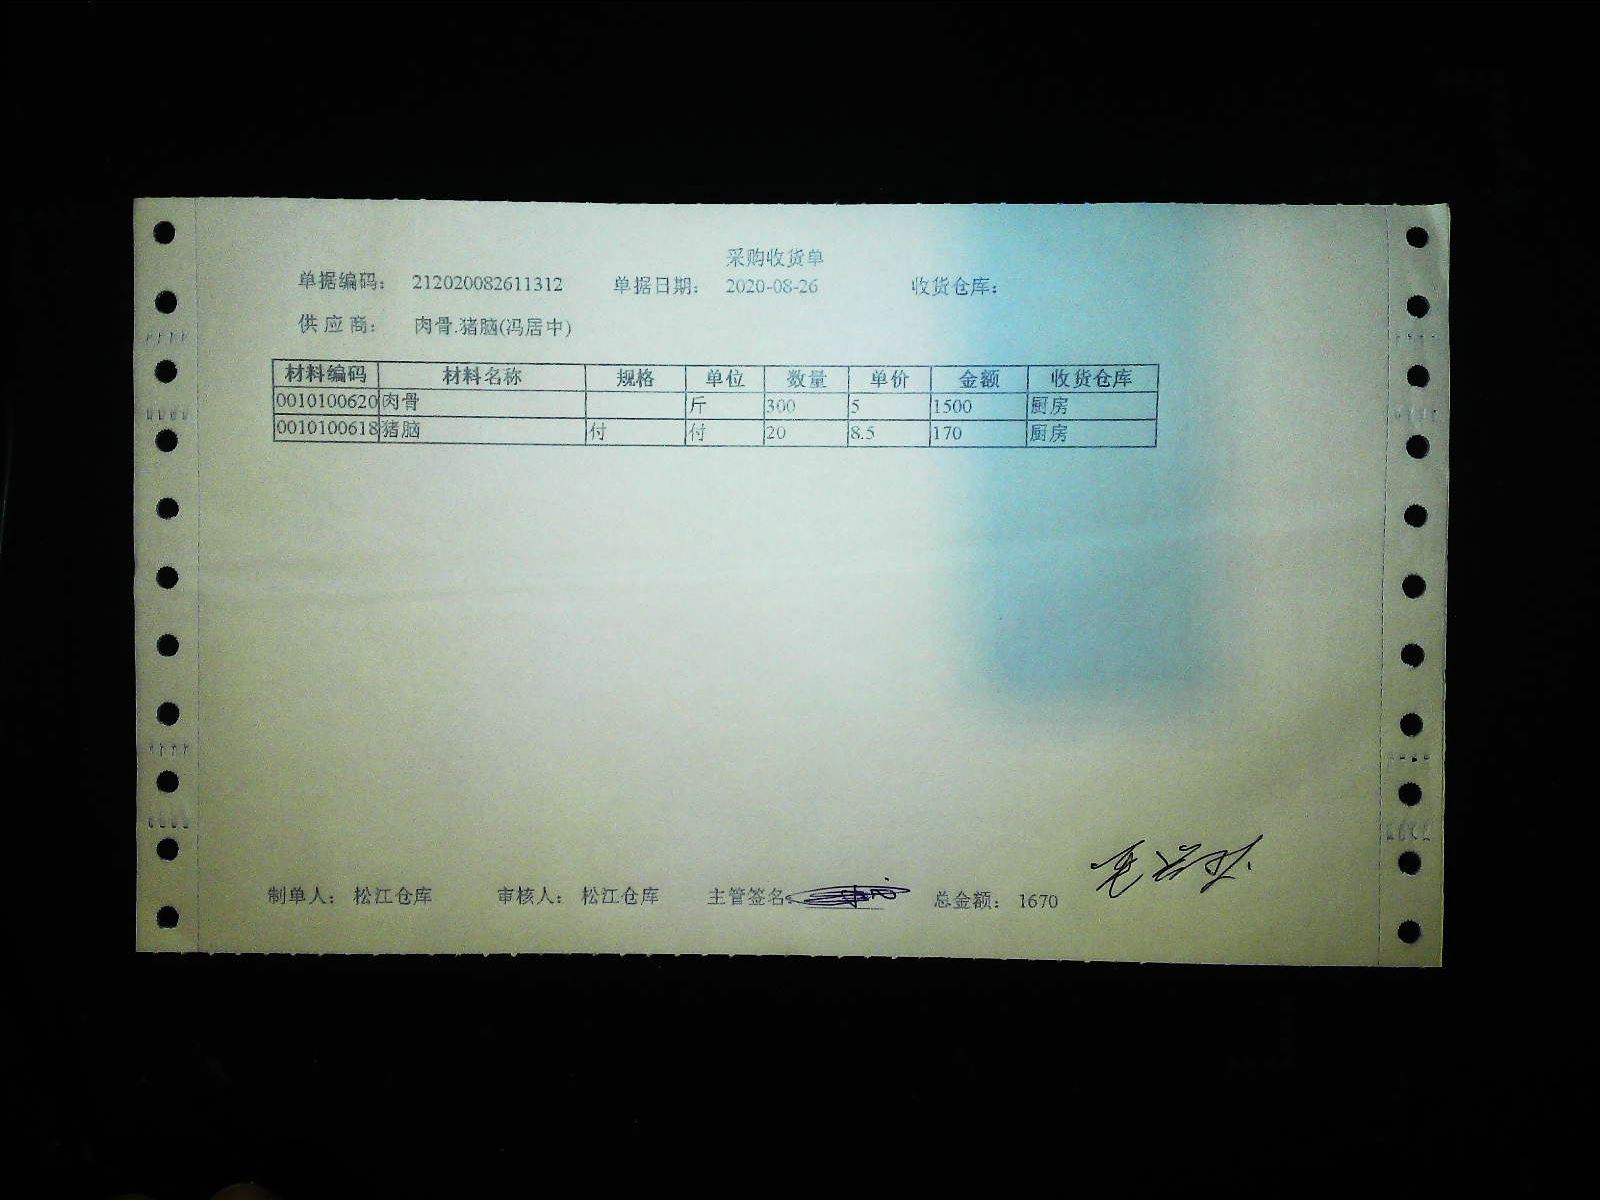 采购收货单
单据编码： 212020082611312 单据日期： 2020-08-26 收货仓库：
供应商： 肉骨.猪脑(冯居中)
材料编码 材料名称 规格 单位 数量 单价 金额 收货仓库
0010100620 肉骨 斤 300 5 1500 厨房
0010100618 猪脑 付 付 20 8.5 170 厨房
制单人： 松江仓库 审核人： 松江仓库 主管签名： 总金额： 1670